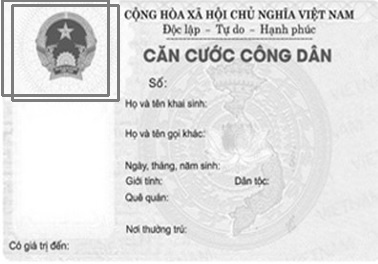 CỘNG HÒA XÃ HỘI CHỦ NGHĨA VIỆT NAM
Độc lập - Tự do - Hạnh phúc
CĂN CƯỚC CÔNG DÂN
Số:
Họ và tên khai sinh:
Họ và tên gọi khác:
Ngày, tháng, năm sinh:
Giới tính: Dân tộc:
Quê quán:
Nơi thường trú:
Có giá trị đến: